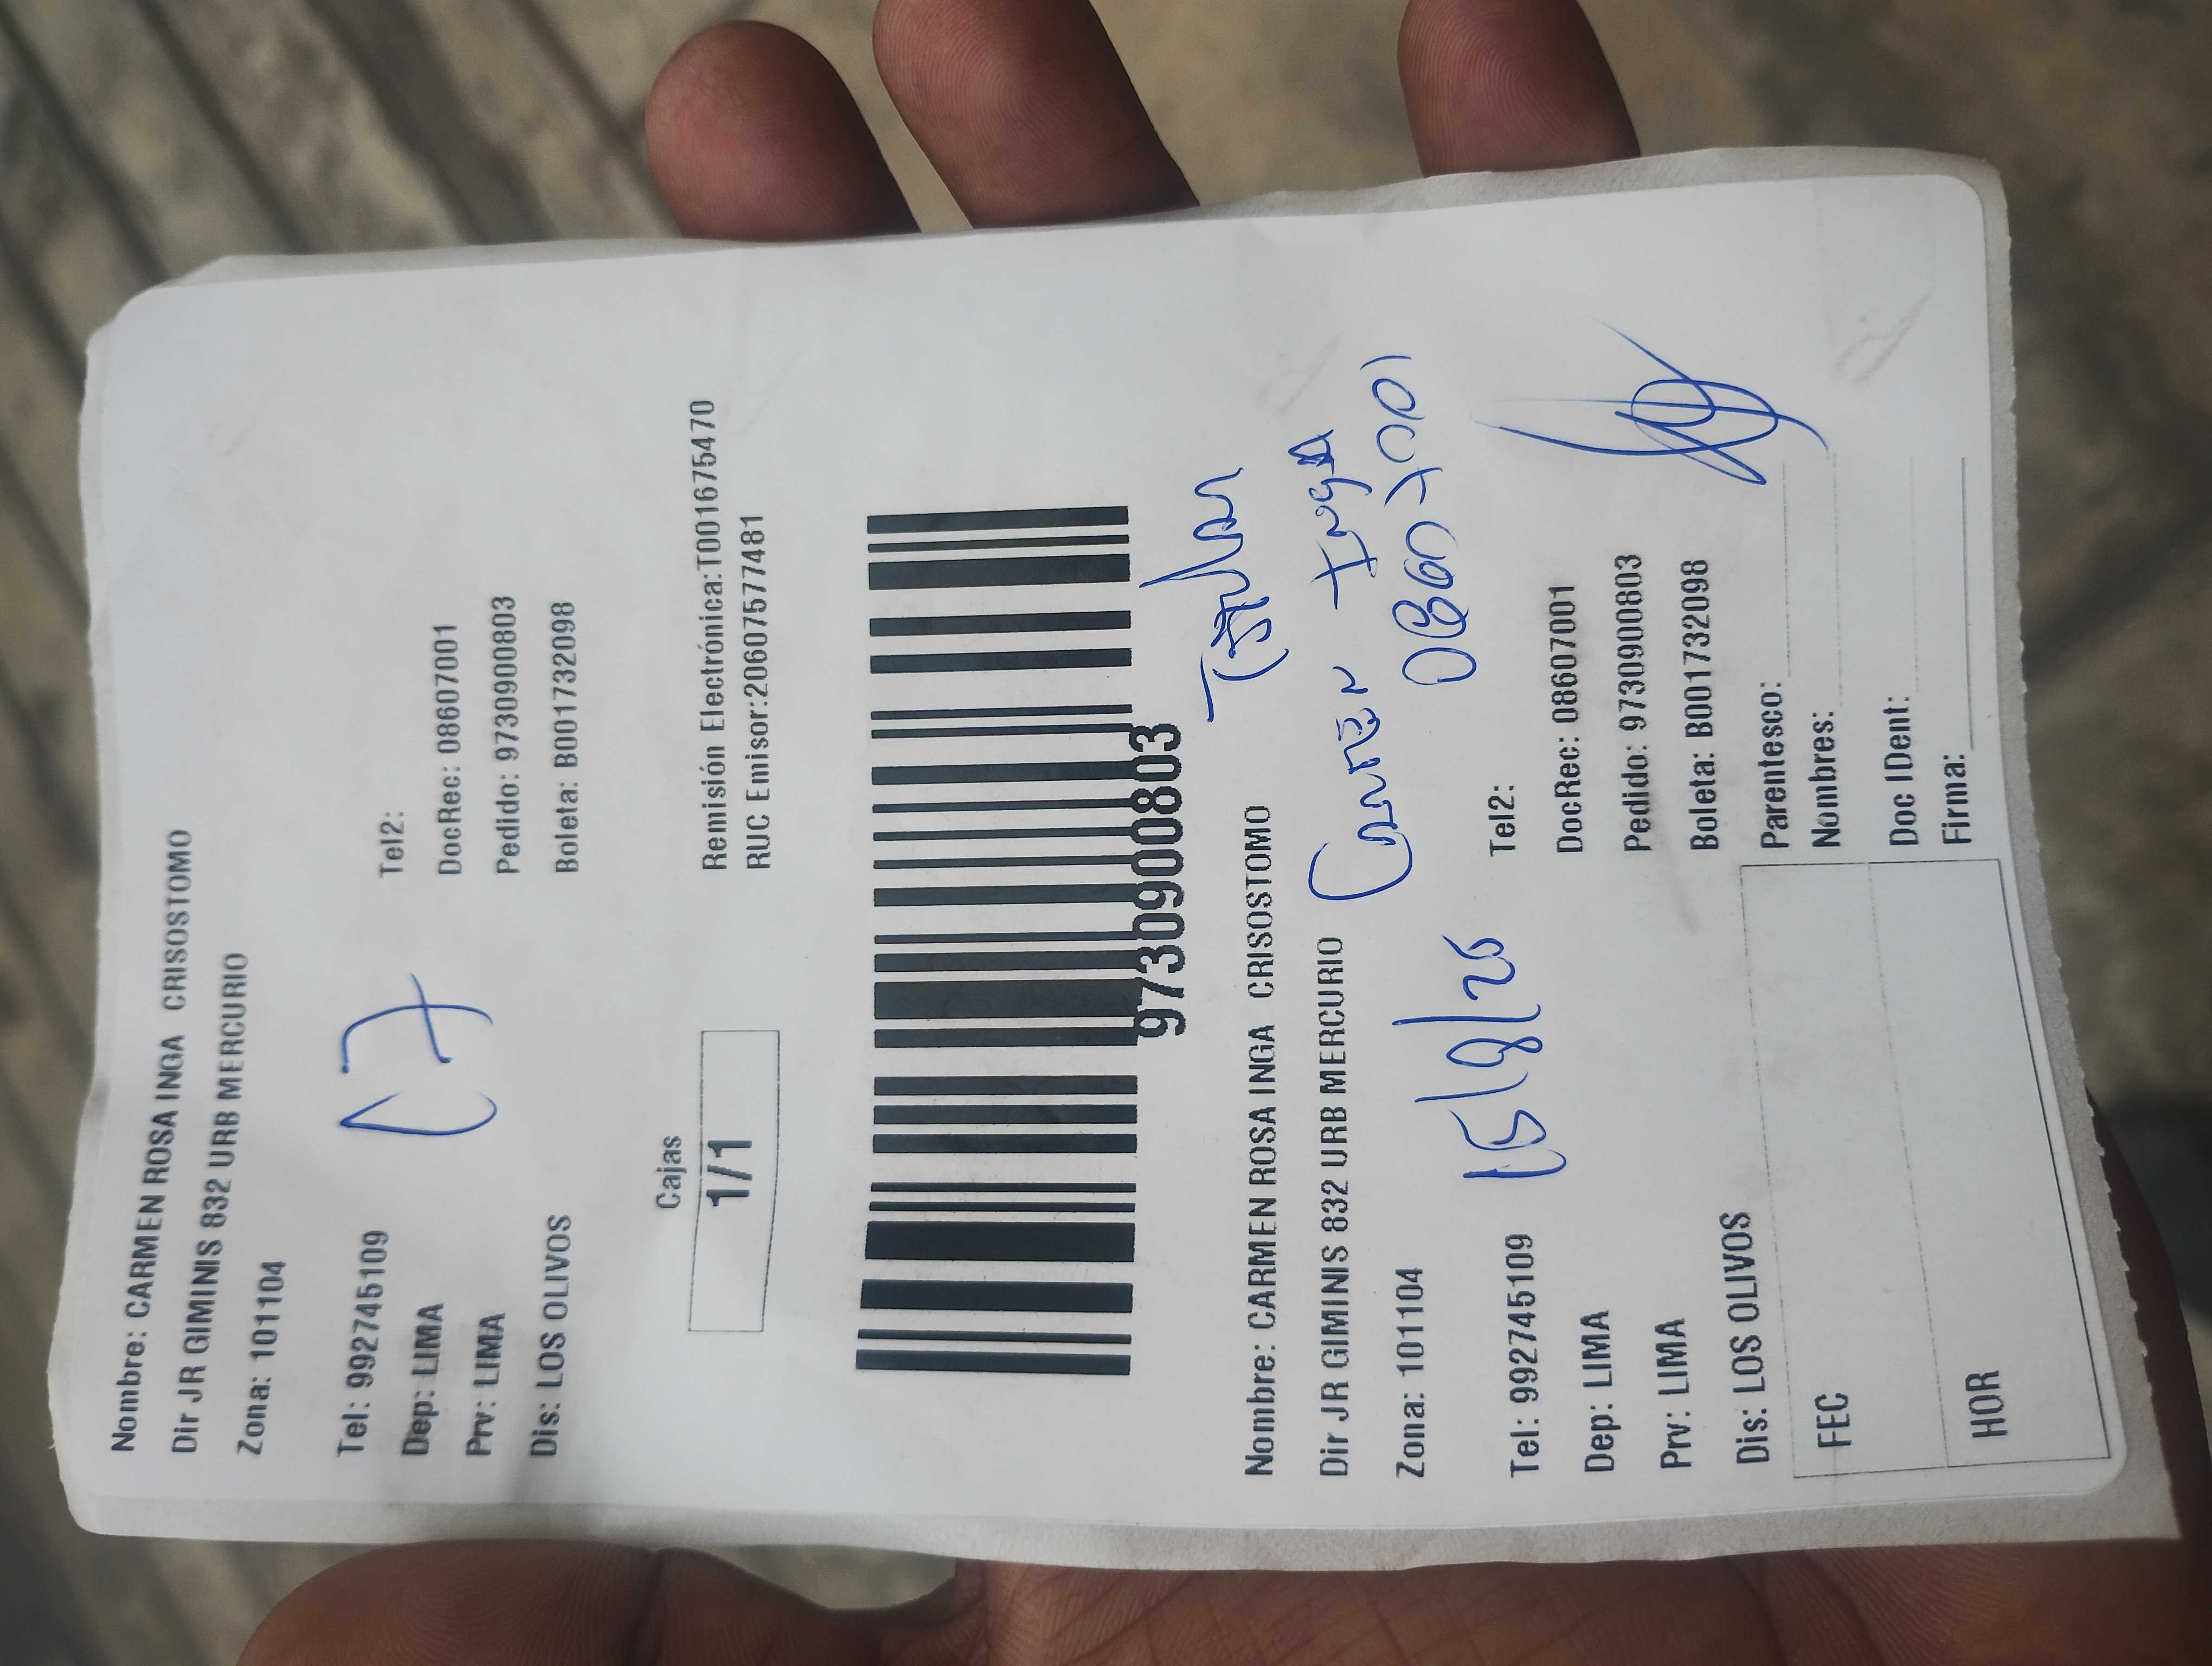 Nombre: CARMEN ROSA INGA CRISOSTOMO
Dir JR GIMINIS 832 URB MERCURIO
Zona: 101104
Tel: 992745109
Tel2:
Dep: LIMA
DocRec: 08607001
Prv: LIMA
Pedido: 9730900803
Dis: LOS OLIVOS
Boleta: B001732098
Cajas
1/1
Remisión Electrónica:T001675470
RUC Emisor:20607577481
9730900803
Titular
Nombre: CARMEN ROSA INGA CRISOSTOMO
Carmen Inga
Dir JR GIMINIS 832 URB MERCURIO
08607001
Zona: 101104
15/9/25
Tel: 992745109
Tel2:
Dep: LIMA
DocRec: 08607001
Prv: LIMA
Pedido: 9730900803
Dis: LOS OLIVOS
Boleta: B001732098
FEC
Parentesco:
Nombres:
HOR
Doc IDent:
Firma: